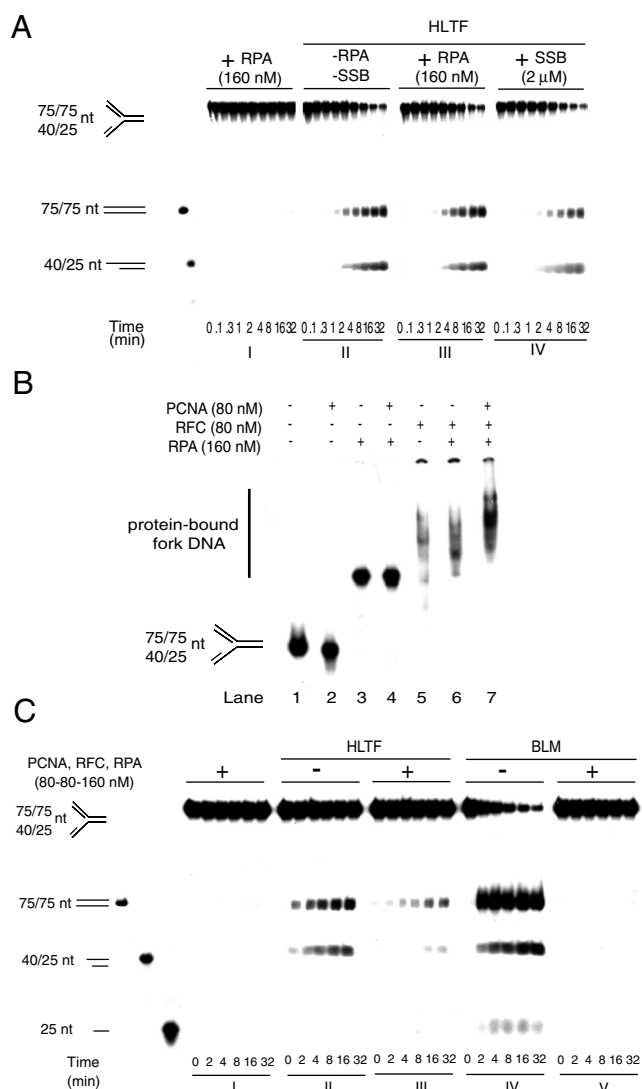 A
HLTF
+ RPA (160 nM)
-RPA -SSB
+ RPA (160 nM)
+ SSB (2 μM)
75/75 nt
40/25
75/75 nt
40/25 nt
Time (min)
0 .1 .3 1 2 4 8 16 32
0 .1 .3 1 2 4 8 16 32
0 .1 .3 1 2 4 8 16 32
0 .1 .3 1 2 4 8 16 32
I II III IV
B
PCNA (80 nM) - + - + - - +
RFC (80 nM) - - - - + + +
RPA (160 nM) - - + + - + +
protein-bound
fork DNA
75/75 nt
40/25
Lane 1 2 3 4 5 6 7
C
HLTF BLM
PCNA, RFC, RPA
(80-80-160 nM)
+ - + - +
75/75 nt
40/25
75/75 nt
40/25 nt
25 nt
Time (min)
0 2 4 8 16 32
0 2 4 8 16 32
0 2 4 8 16 32
0 2 4 8 16 32
0 2 4 8 16 32
I II III IV V